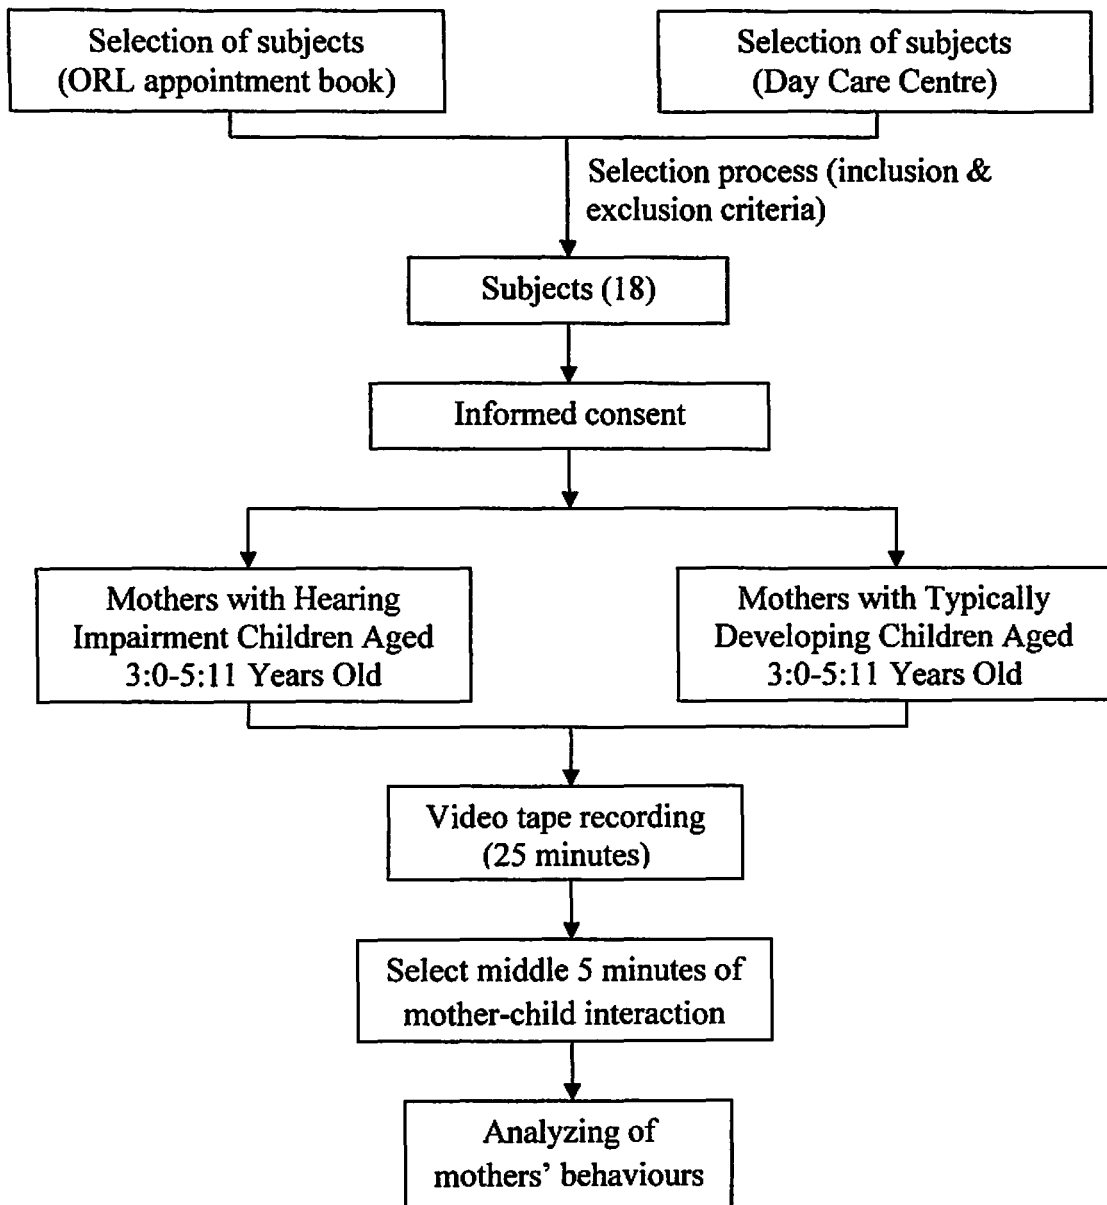 Selection of subjects
(ORL appointment book)
Selection of subjects
(Day Care Centre)
Selection process (inclusion &
exclusion criteria)
Subjects (18)
Informed consent
Mothers with Hearing
Impairment Children Aged
3:0-5:11 Years Old
Mothers with Typically
Developing Children Aged
3:0-5:11 Years Old
Video tape recording
(25 minutes)
Select middle 5 minutes of
mother-child interaction
Analyzing of
mothers' behaviours